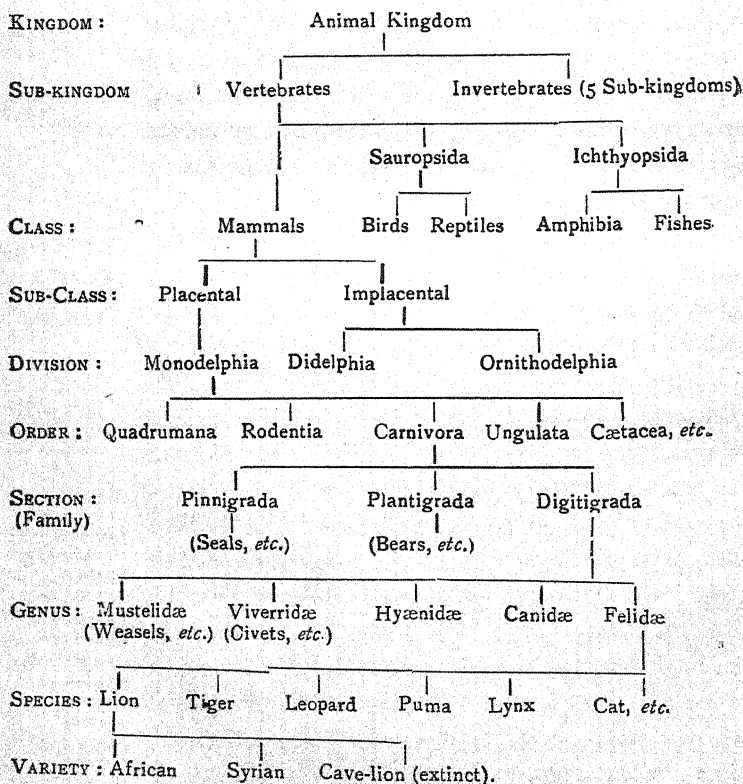 KINGDOM : Animal Kingdom
SUB-KINGDOM : Vertebrates Invertebrates (5 Sub-kingdoms)
Sauropsida Ichthyopsida
CLASS : Mammals Birds Reptiles Amphibia Fishes.
SUB-CLASS : Placental Implacental
DIVISION : Monodelphia Didelphia Ornithodelphia
ORDER : Quadrumana Rodentia Carnivora Ungulata Cætacea, etc.
SECTION : Pinnigrada Plantigrada Digitigrada
(Family) (Seals, etc.) (Bears, etc.)
GENUS : Mustelidæ Viverridæ Hyænidæ Canidæ Felidæ
(Weasels, etc.) (Civets, etc.)
SPECIES : Lion Tiger Leopard Puma Lynx Cat, etc.
VARIETY : African Syrian Cave-lion (extinct).